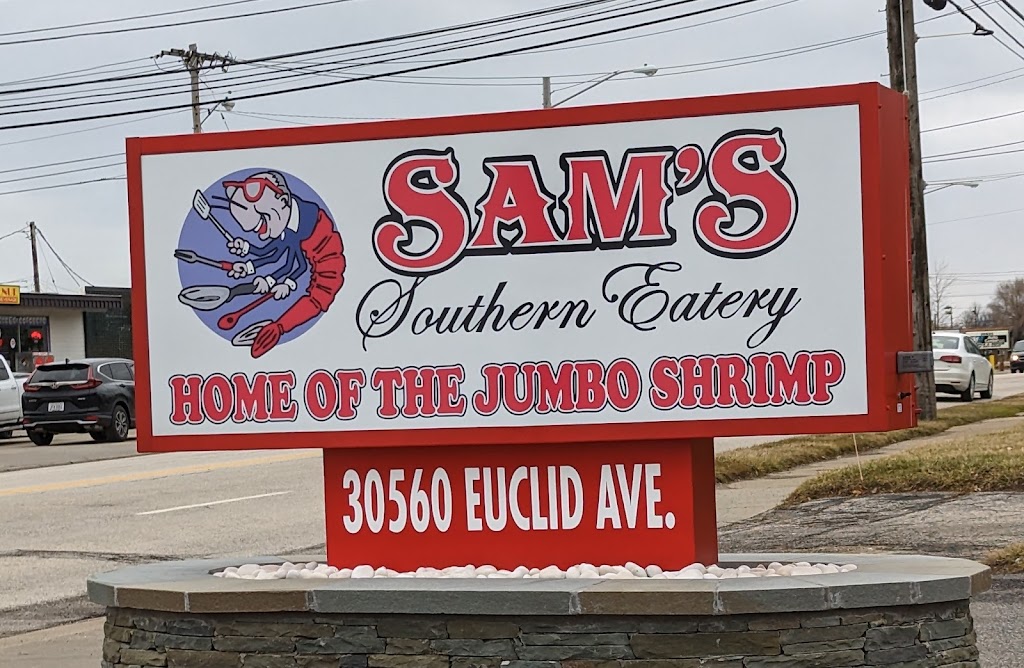 SAM'S
Southern Eatery
HOME OF THE JUMBO SHRIMP
30560 EUCLID AVE.